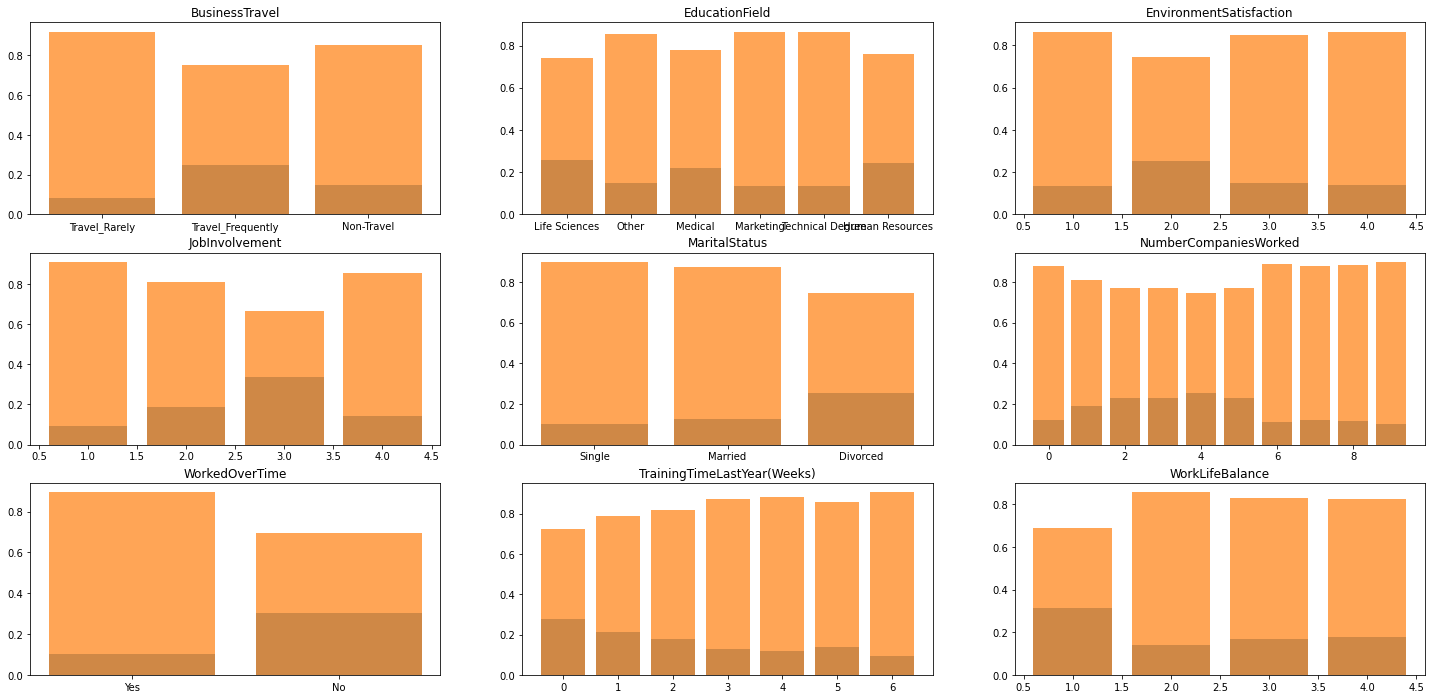 BusinessTravel
0.8
0.6
0.4
0.2
0.0
Travel_Rarely Travel_Frequently Non-Travel
EducationField
0.8
0.6
0.4
0.2
0.0
Life Sciences Other Medical Marketing Technical Degree Human Resources
EnvironmentSatisfaction
0.8
0.6
0.4
0.2
0.0
0.5 1.0 1.5 2.0 2.5 3.0 3.5 4.0 4.5
JobInvolvement
0.8
0.6
0.4
0.2
0.0
0.5 1.0 1.5 2.0 2.5 3.0 3.5 4.0 4.5
MaritalStatus
0.8
0.6
0.4
0.2
0.0
Single Married Divorced
NumberCompaniesWorked
0.8
0.6
0.4
0.2
0.0
0 2 4 6 8
WorkedOverTime
0.8
0.6
0.4
0.2
0.0
Yes No
TrainingTimeLastYear(Weeks)
0.8
0.6
0.4
0.2
0.0
0 1 2 3 4 5 6
WorkLifeBalance
0.8
0.6
0.4
0.2
0.0
0.5 1.0 1.5 2.0 2.5 3.0 3.5 4.0 4.5